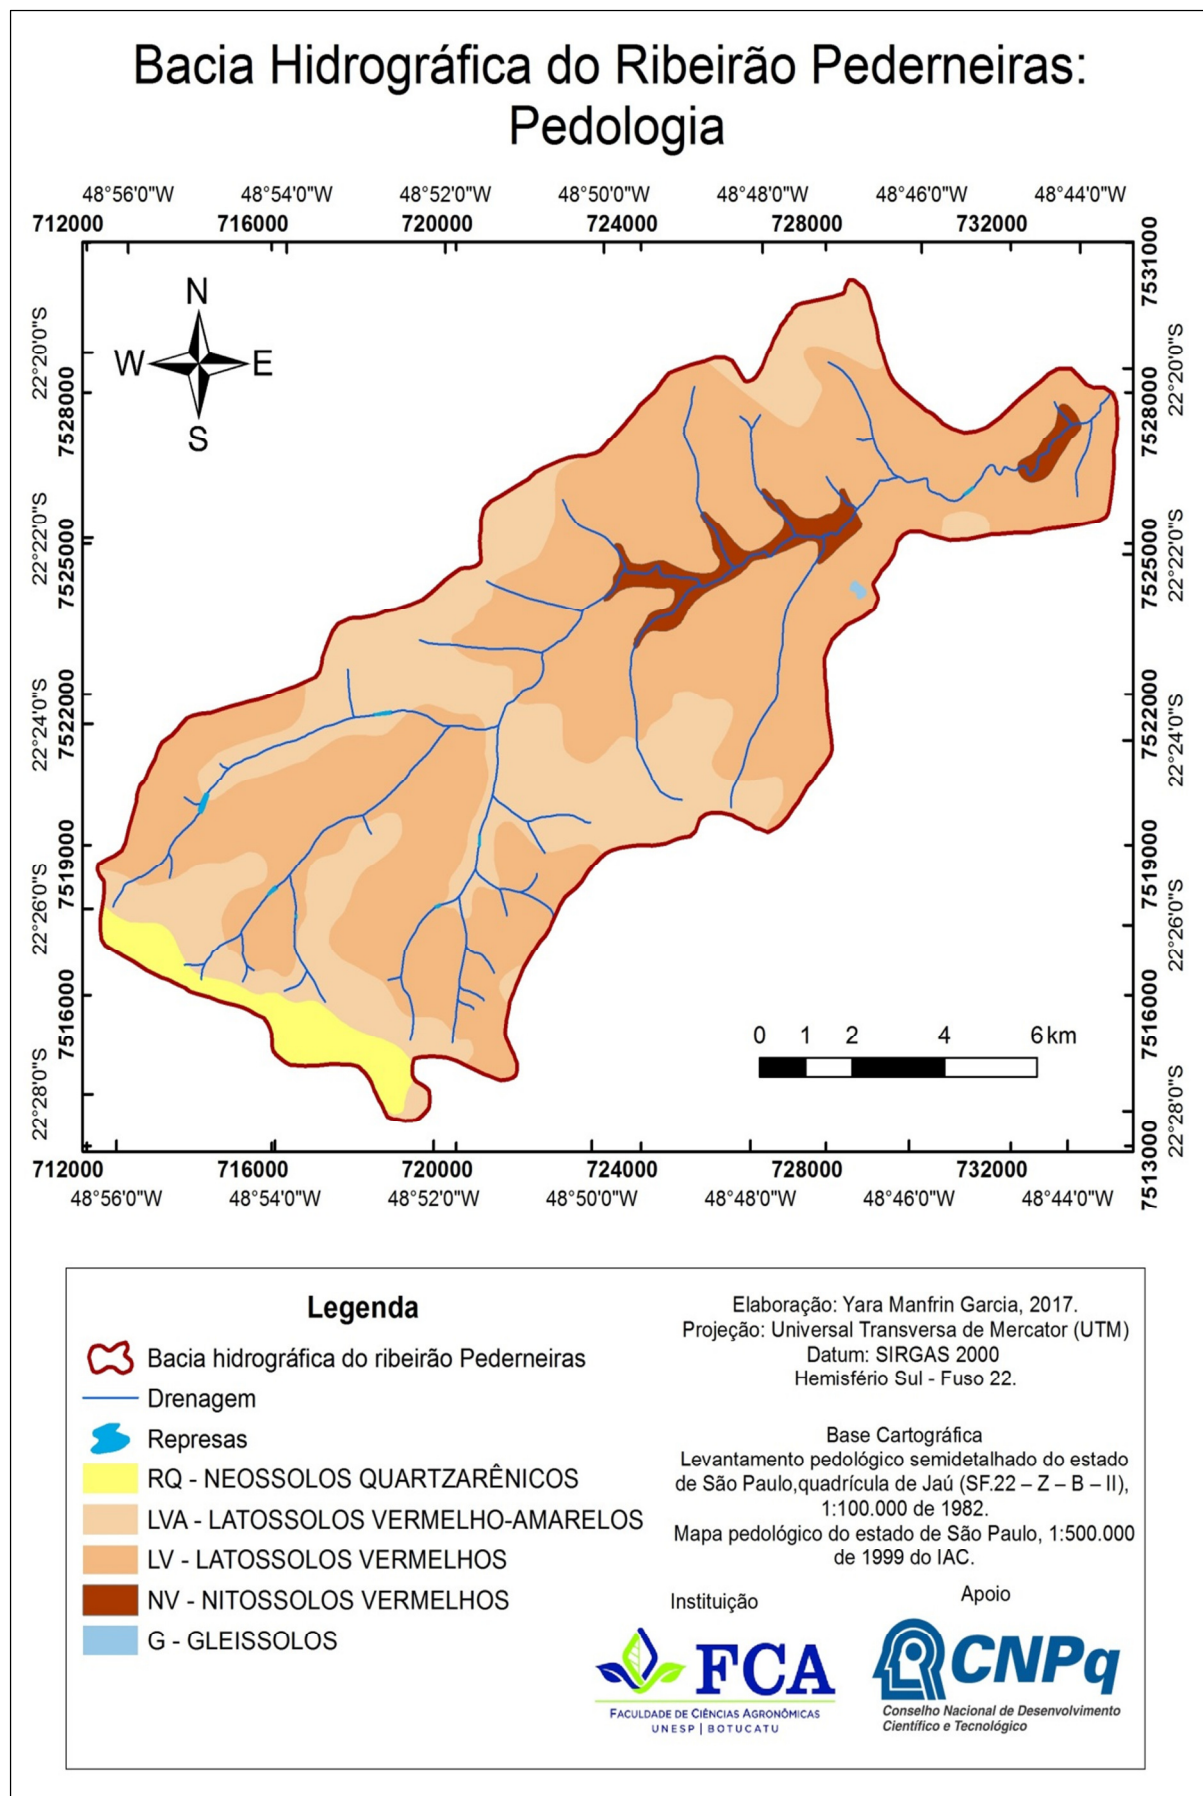 Bacia Hidrográfica do Ribeirão Pederneiras:
Pedologia
48°56'0"W 48°54'0"W 48°52'0"W 48°50'0"W 48°48'0"W 48°46'0"W 48°44'0"W
712000 716000 720000 724000 728000 732000
22°20'0"S
22°22'0"S
22°24'0"S
22°26'0"S
22°28'0"S
7528000
7525000
7522000
7519000
7516000
N
W E
S
7531000
7528000
7525000
7522000
7519000
7516000
7513000
22°20'0"S
22°22'0"S
22°24'0"S
22°26'0"S
22°28'0"S
0 1 2 4 6 km
712000 716000 720000 724000 728000 732000
48°56'0"W 48°54'0"W 48°52'0"W 48°50'0"W 48°48'0"W 48°46'0"W 48°44'0"W
Legenda
Bacia hidrográfica do ribeirão Pederneiras
Drenagem
Represas
RQ - NEOSSOLOS QUARTZARÊNICOS
LVA - LATOSSOLOS VERMELHO-AMARELOS
LV - LATOSSOLOS VERMELHOS
NV - NITOSSOLOS VERMELHOS
G - GLEISSOLOS
Elaboração: Yara Manfrin Garcia, 2017.
Projeção: Universal Transversa de Mercator (UTM)
Datum: SIRGAS 2000
Hemisfério Sul - Fuso 22.
Base Cartográfica
Levantamento pedológico semidetalhado do estado
de São Paulo,quadrícula de Jaú (SF.22 – Z – B – II),
1:100.000 de 1982.
Mapa pedológico do estado de São Paulo, 1:500.000
de 1999 do IAC.
Instituição
FCA
FACULDADE DE CIÊNCIAS AGRONÔMICAS
UNESP | BOTUCATU
Apoio
CNPq
Conselho Nacional de Desenvolvimento
Científico e Tecnológico